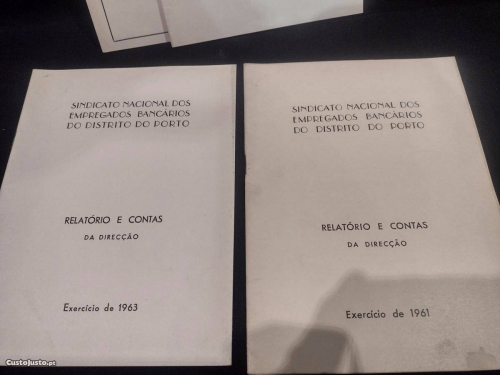 SINDICATO NACIONAL DOS
EMPREGADOS BANCÁRIOS
DO DISTRITO DO PORTO
RELATÓRIO E CONTAS
DA DIRECÇÃO
Exercício de 1963
SINDICATO NACIONAL DOS
EMPREGADOS BANCÁRIOS
DO DISTRITO DO PORTO
RELATÓRIO E CONTAS
DA DIRECÇÃO
Exercício de 1961
CustoJusto.pt